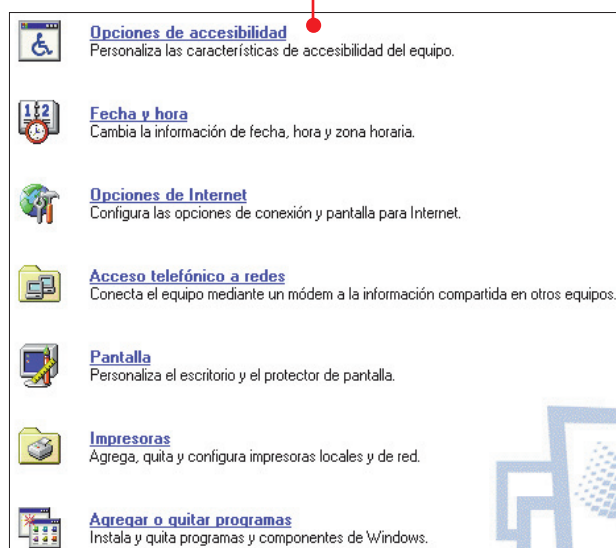 Opciones de accesibilidad
Personaliza las características de accesibilidad del equipo.
Fecha y hora
Cambia la información de fecha, hora y zona horaria.
Opciones de Internet
Configura las opciones de conexión y pantalla para Internet.
Acceso telefónico a redes
Conecta el equipo mediante un módem a la información compartida en otros equipos.
Pantalla
Personaliza el escritorio y el protector de pantalla.
Impresoras
Agrega, quita y configura impresoras locales y de red.
Agregar o quitar programas
Instala y quita programas y componentes de Windows.